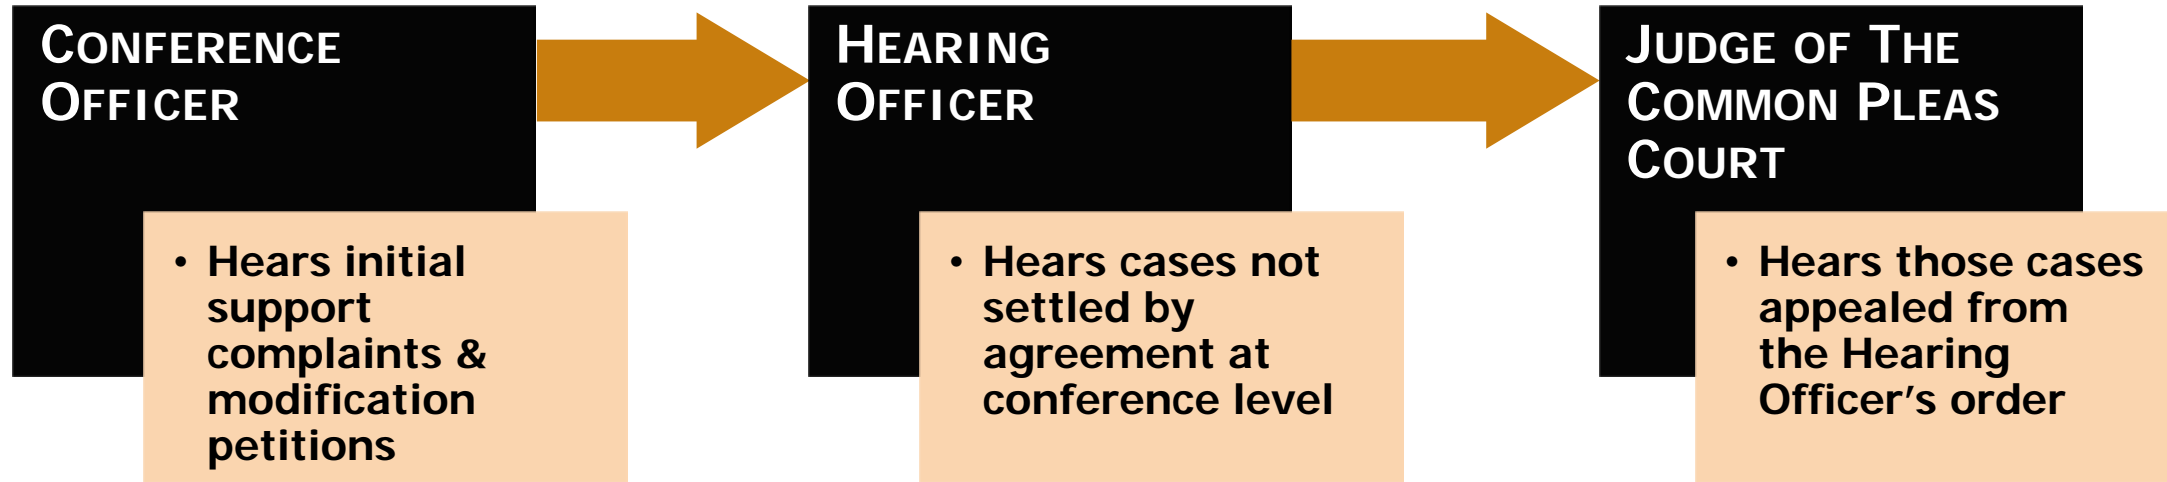 CONFERENCE
OFFICER
• Hears initial
support
complaints &
modification
petitions
HEARING
OFFICER
• Hears cases not
settled by
agreement at
conference level
JUDGE OF THE
COMMON PLEAS
COURT
• Hears those cases
appealed from
the Hearing
Officer’s order